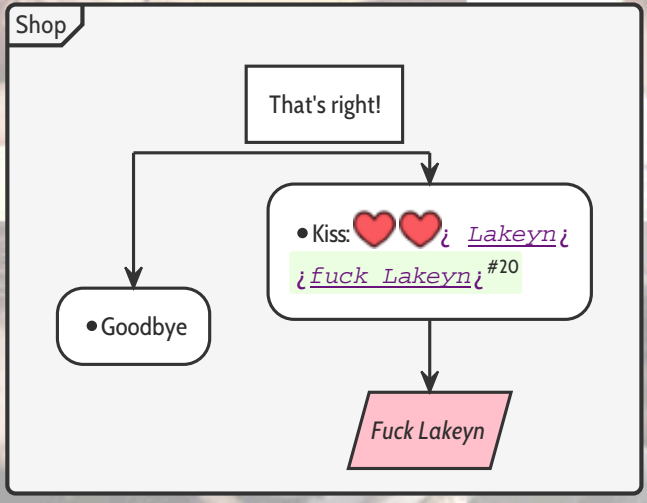 Shop
That's right!
•Kiss:❤❤¿ Lakeyn¿
¿fuck Lakeyn¿#20
•Goodbye
Fuck Lakeyn